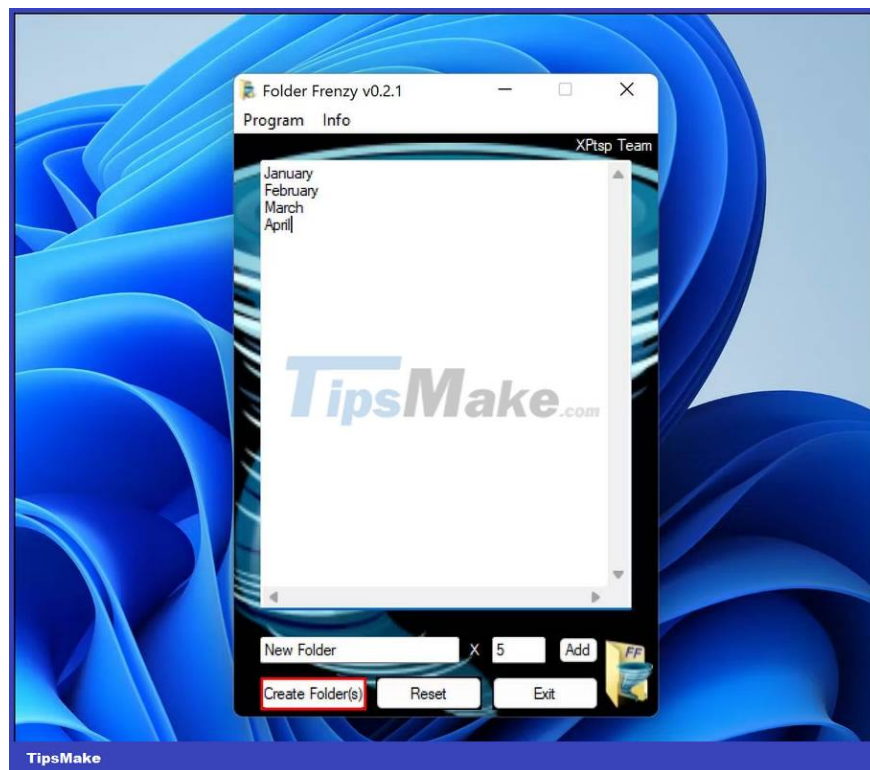 Folder Frenzy v0.2.1
Program Info
XPtsp Team
January
February
March
April
TipsMake.com
New Folder X 5 Add
FF
Create Folder(s) Reset Exit
TipsMake